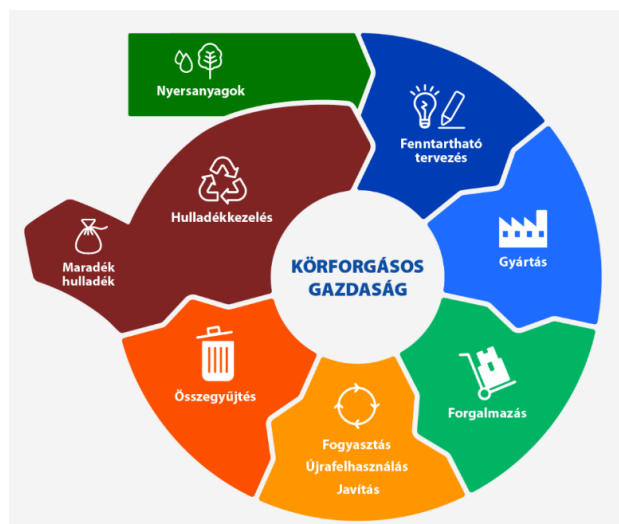 Nyersanyagok
Fenntartható
tervezés
Gyártás
Forgalmazás
Fogyasztás
Újrafelhasználás
Javítás
Összegyűjtés
Hulladékkezelés
Maradék
hulladék
KÖRFORGÁSOS
GAZDASÁG